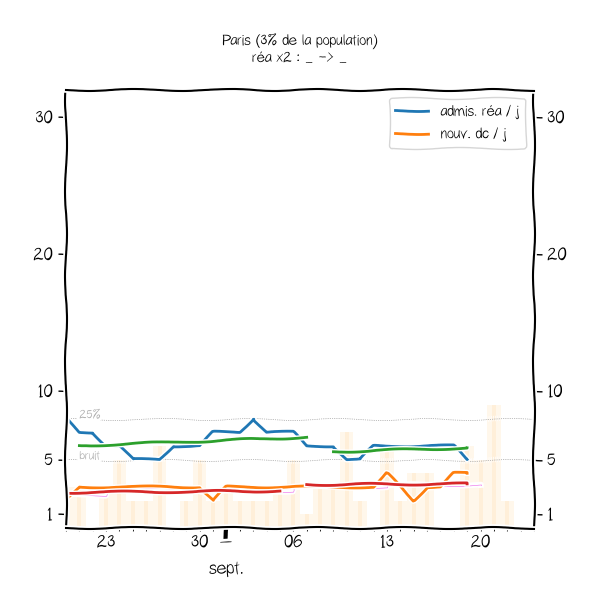 Paris (3% de la population)
réa x2 : _ -> _
admis. réa / j
nouv. dc / j
30 30
20 20
10 10
25%
5 bruit 5
1 1
23 30 06 13 20
sept.